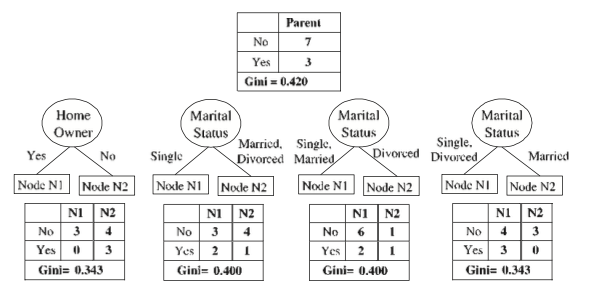 Parent
No 7
Yes 3
Gini = 0.420
Home
Owner
Yes No
Node N1 Node N2
N1 N2
No 3 4
Yes 0 3
Gini= 0.343
Marital
Status
Single Married,
Divorced
Node N1 Node N2
N1 N2
No 3 4
Yes 2 1
Gini= 0.400
Marital
Status
Single,
Married Divorced
Node N1 Node N2
N1 N2
No 6 1
Yes 2 1
Gini= 0.400
Marital
Status
Single,
Divorced Married
Node N1 Node N2
N1 N2
No 4 3
Yes 3 0
Gini= 0.343